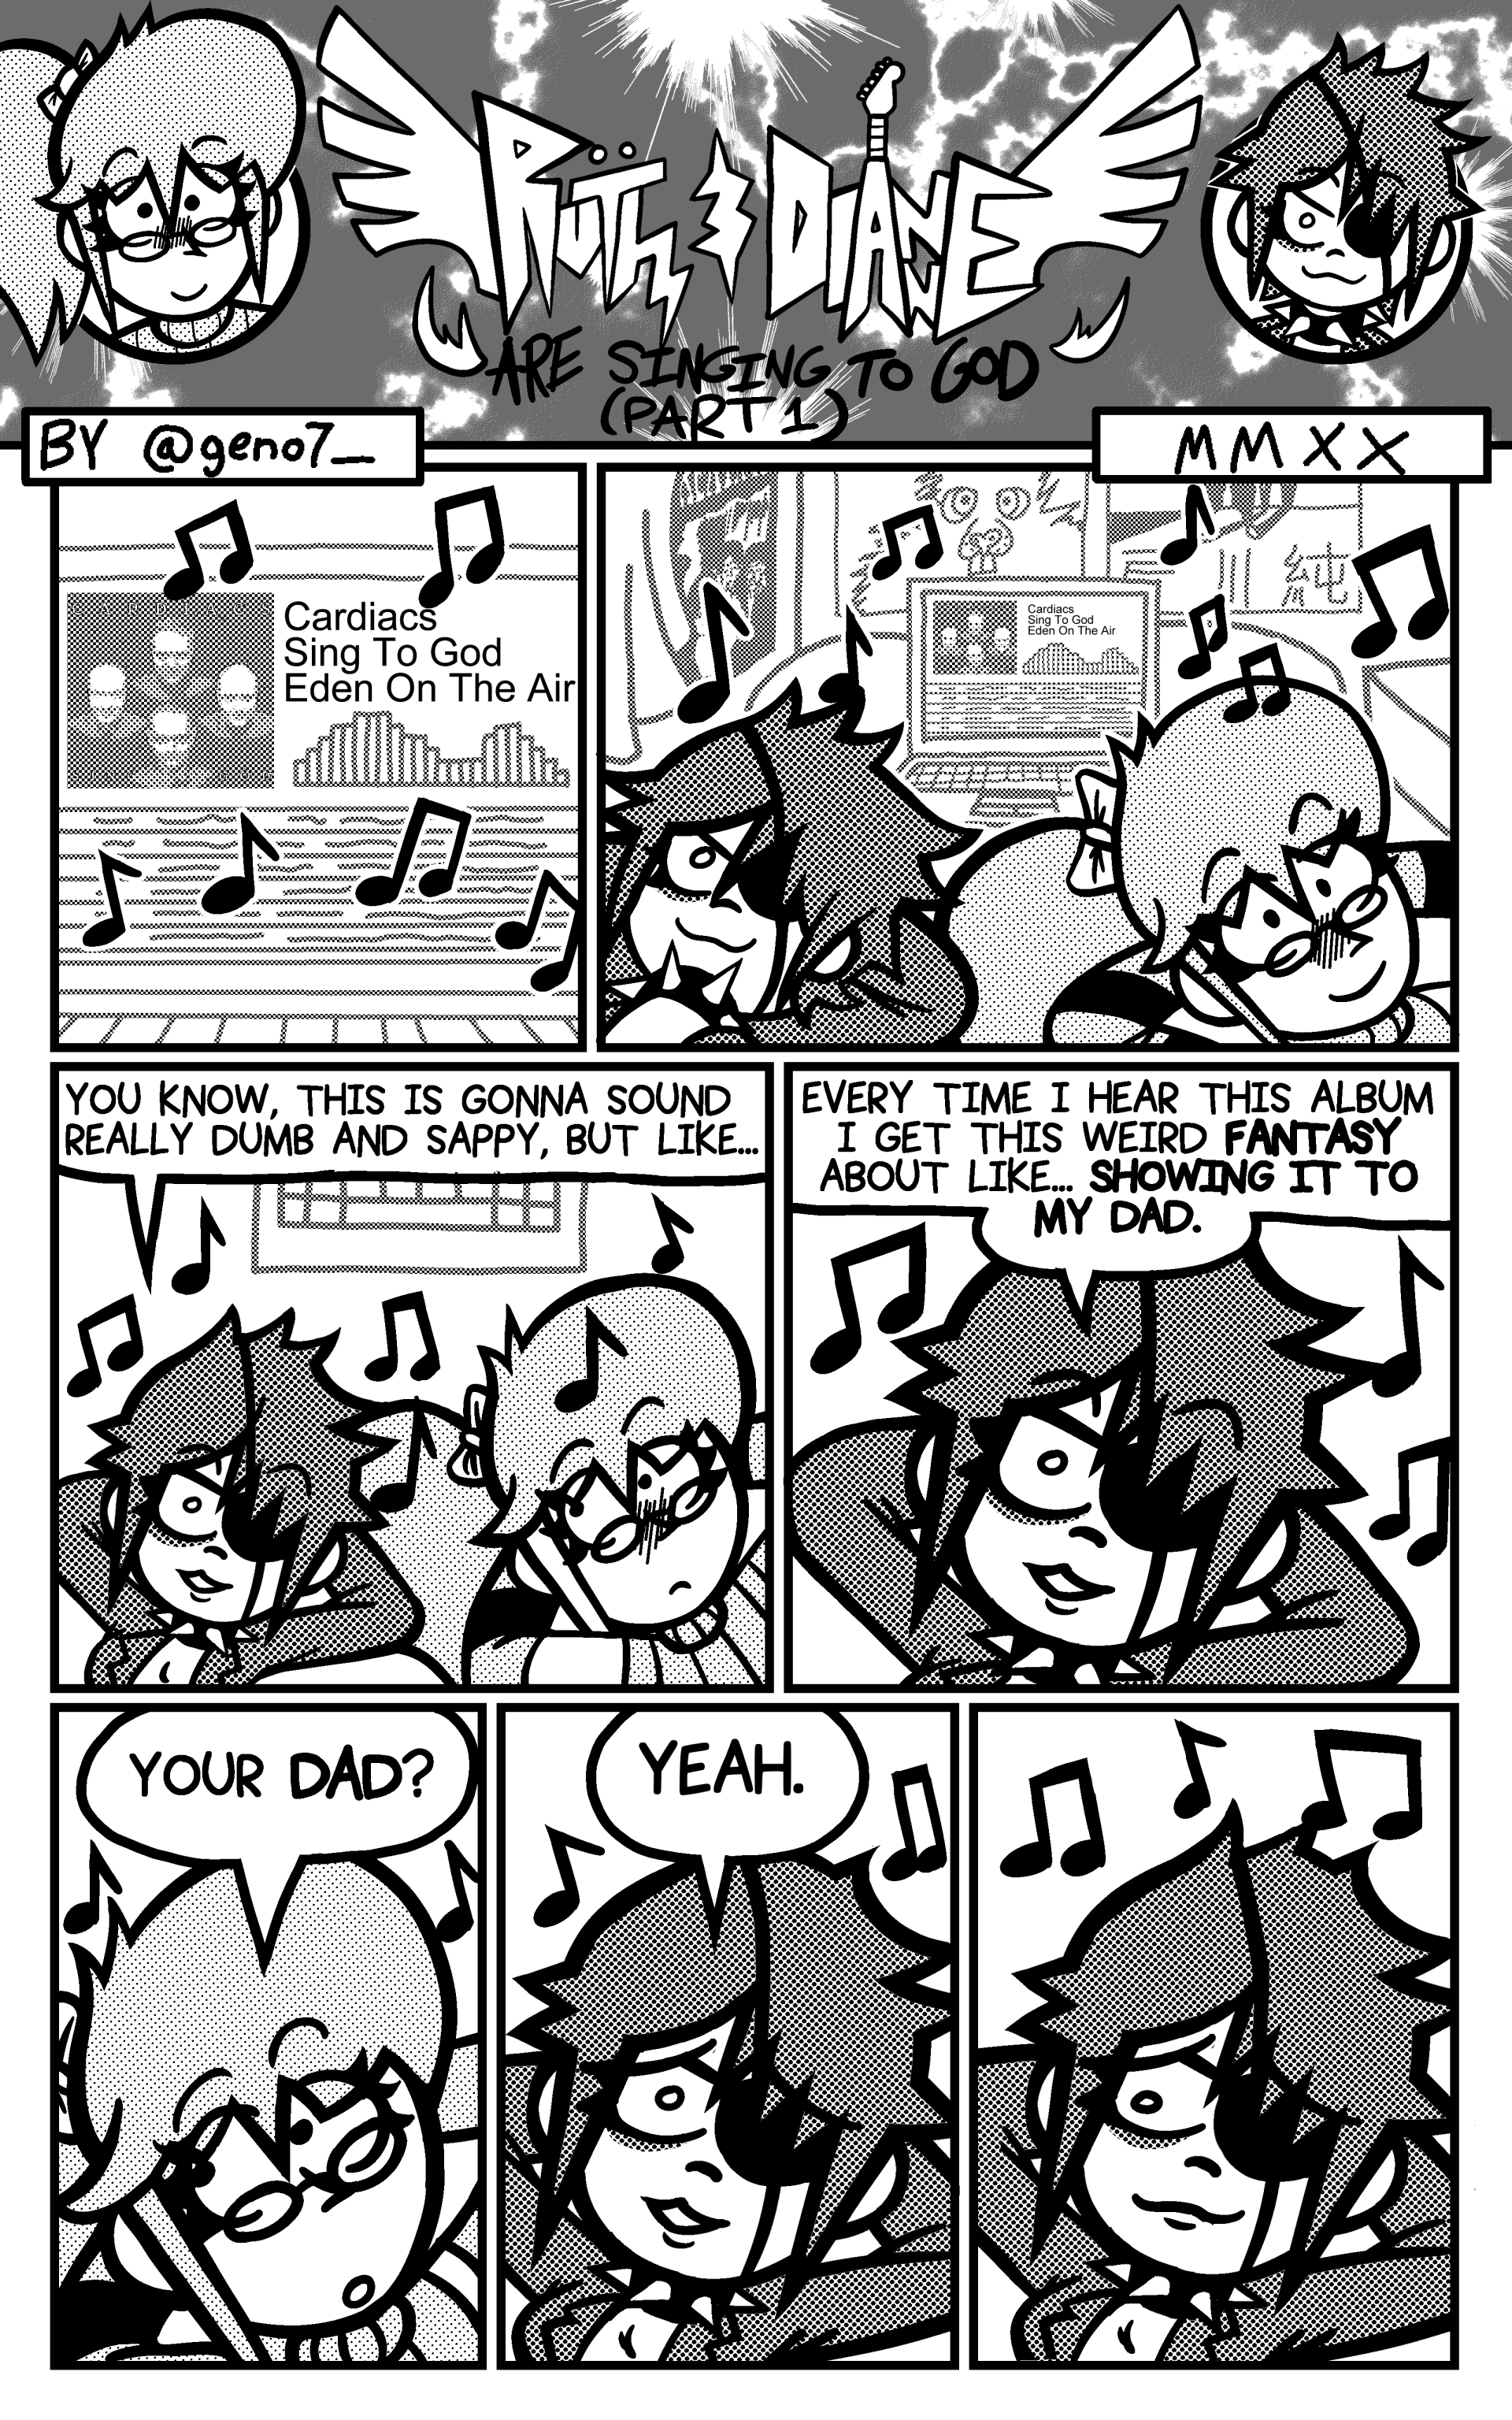 RÜTH & DIANE
ARE SINGING TO GOD
(PART 1)
BY @geno7_
MMXX
CARDIACS
Cardiacs
Sing To God
Eden On The Air
純
Cardiacs
Sing To God
Eden On The Air
YOU KNOW, THIS IS GONNA SOUND
REALLY DUMB AND SAPPY, BUT LIKE...
EVERY TIME I HEAR THIS ALBUM
I GET THIS WEIRD FANTASY
ABOUT LIKE... SHOWING IT TO
MY DAD.
YOUR DAD?
YEAH.